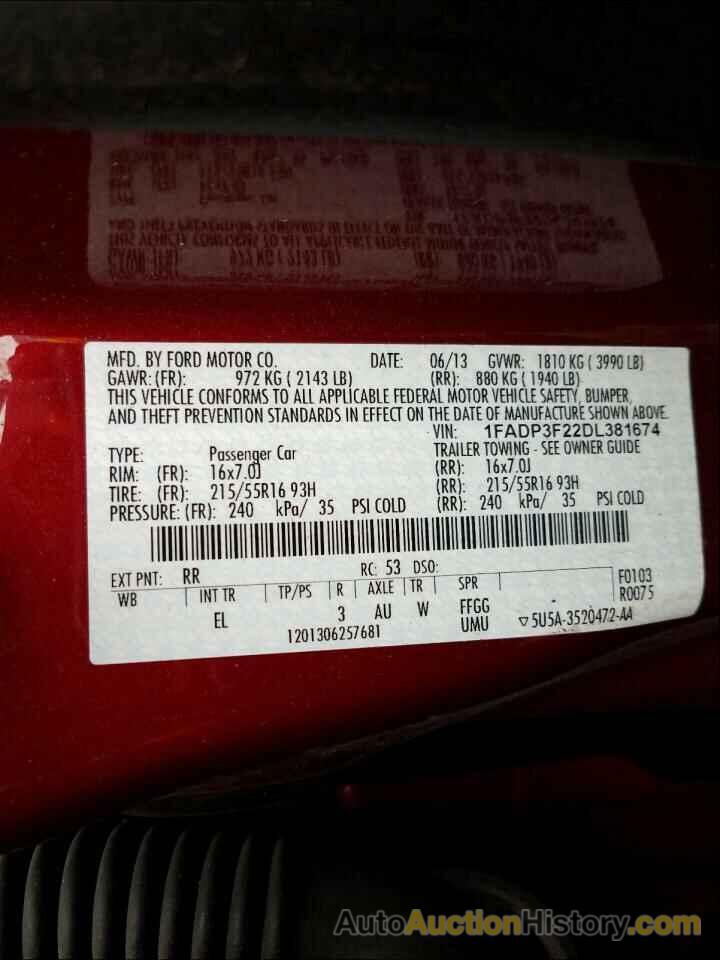 MFD. BY FORD MOTOR CO. DATE: 06/13 GVWR: 1810 KG ( 3990 LB)
GAWR: (FR): 972 KG ( 2143 LB) (RR): 880 KG ( 1940 LB)
THIS VEHICLE CONFORMS TO ALL APPLICABLE FEDERAL MOTOR VEHICLE SAFETY, BUMPER,
AND THEFT PREVENTION STANDARDS IN EFFECT ON THE DATE OF MANUFACTURE SHOWN ABOVE.
VIN: 1FADP3F22DL381674
TYPE: Passenger Car TRAILER TOWING - SEE OWNER GUIDE
RIM: (FR): 16x7.0J (RR): 16x7.0J
TIRE: (FR): 215/55R16 93H (RR): 215/55R16 93H
PRESSURE: (FR): 240 kPa/ 35 PSI COLD (RR): 240 kPa/ 35 PSI COLD
EXT PNT: RR RC: 53 DSO: F0103
WB INT TR TP/PS R AXLE TR SPR R0075
EL 3 AU W FFGG -
1201306257681 UMU ▽5U5A-3520472-AA
AutoAuctionHistory.com